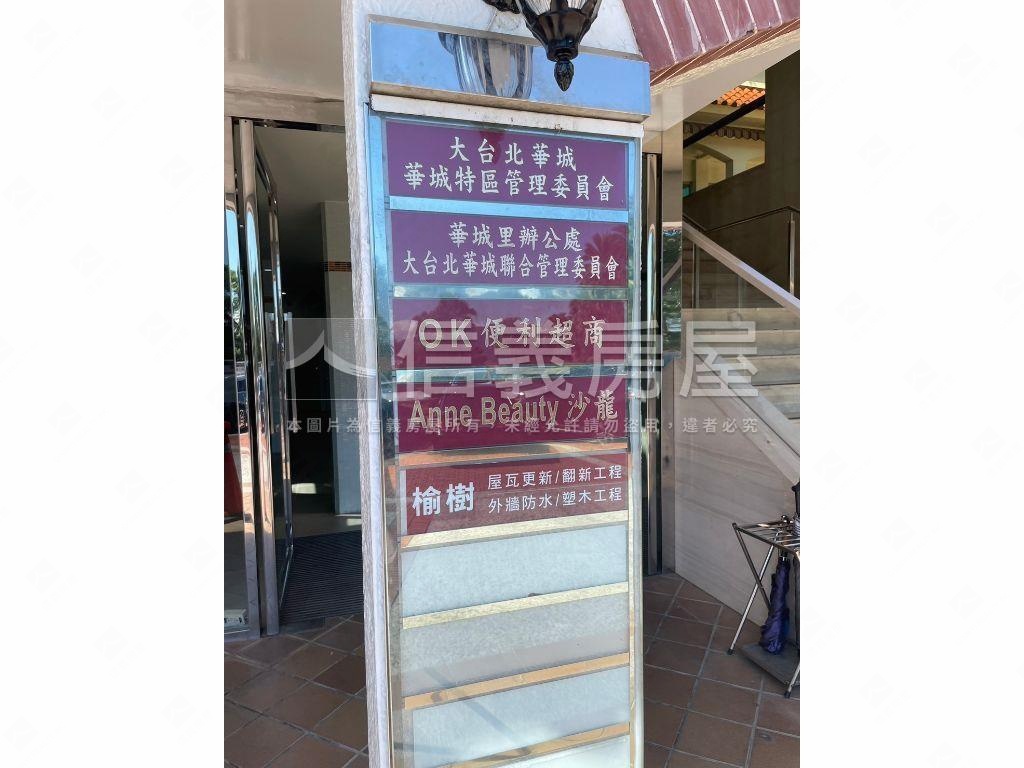 大台北華城
華城特區管理委員會
華城里辦公處
大台北華城聯合管理委員會
OK便利超商
信義房屋
Anne Beauty 沙龍
本圖片為信義房屋所有，未經允許請勿盜用，違者必究
榆樹
屋瓦更新/翻新工程
外牆防水/塑木工程